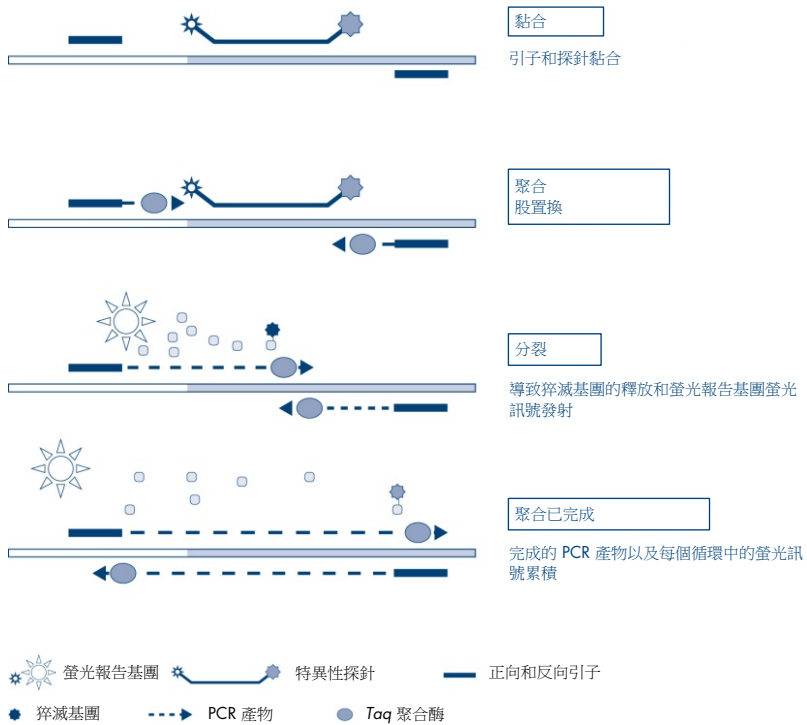 黏合
引子和探針黏合
聚合
股置換
分裂
導致猝滅基團的釋放和螢光報告基團螢光
訊號發射
聚合已完成
完成的 PCR 產物以及每個循環中的螢光訊
號累積
螢光報告基團 特異性探針 正向和反向引子
猝滅基團 PCR 產物 Taq 聚合酶